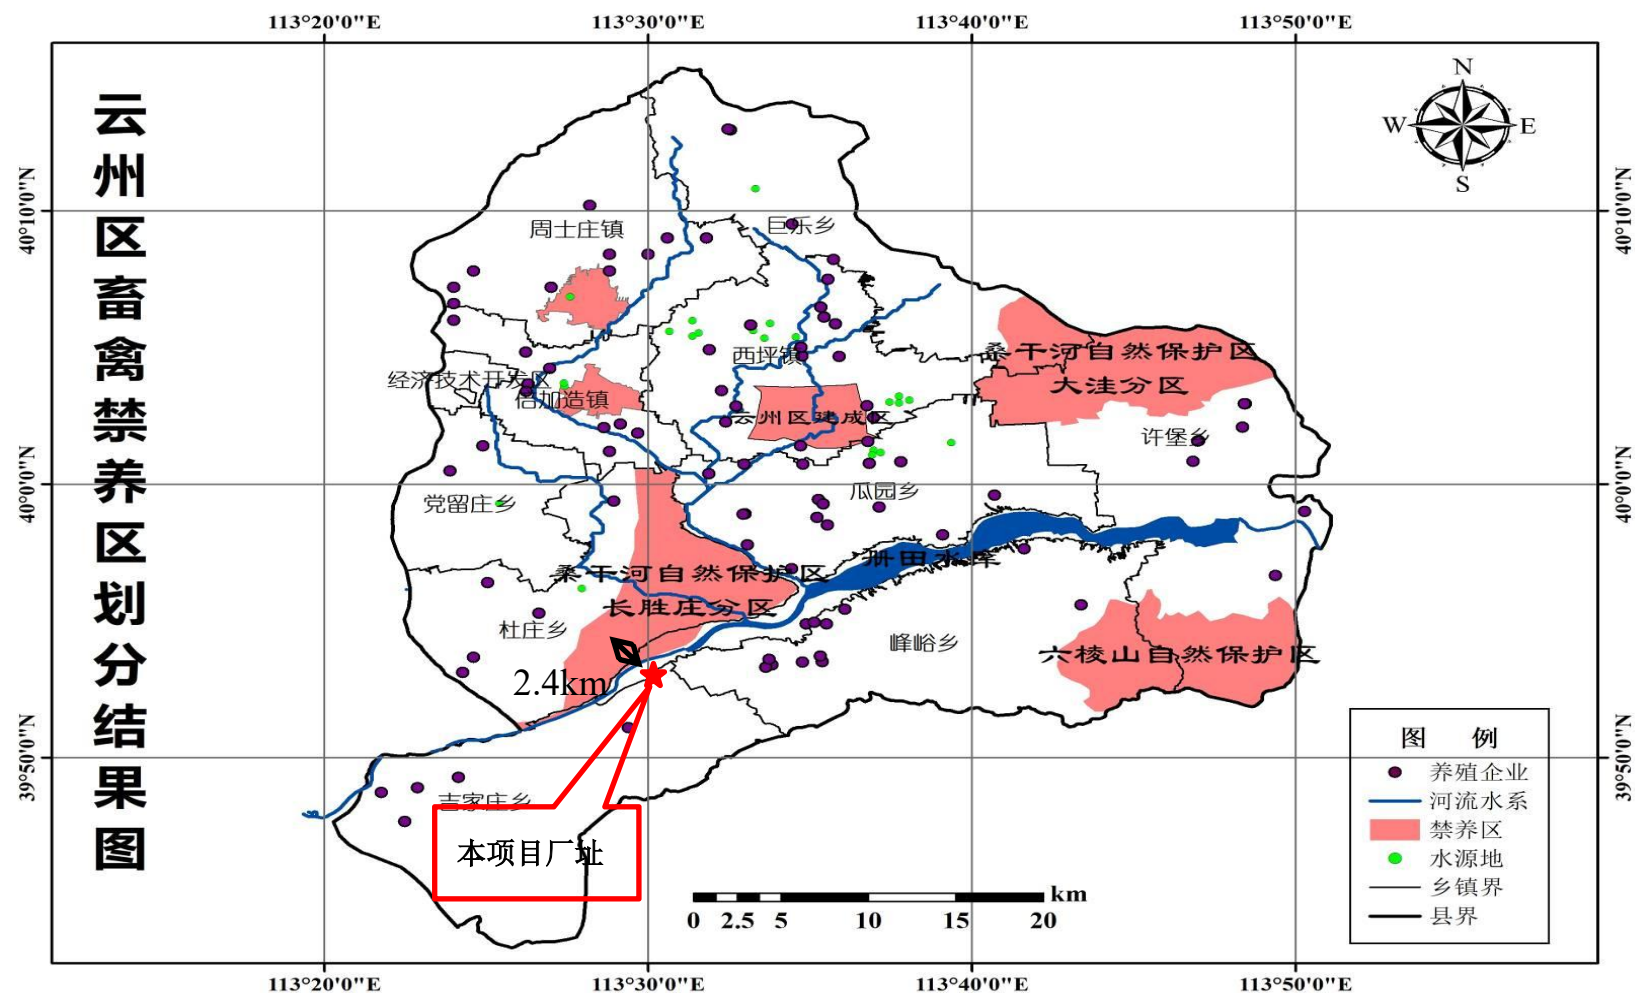 云州区畜禽禁养区划分结果图
113°20'0"E
113°30'0"E
113°40'0"E
113°50'0"E
N
W
E
S
40°10'0"N
40°10'0"N
周士庄镇
巨乐乡
西坪镇
桑干河自然保护区
大洼分区
经济技术开发区
倍加造镇
云州区建成区
许堡乡
40°0'0"N
40°0'0"N
党留庄乡
瓜园乡
册田水库
桑干河自然保护区
长胜庄分区
杜庄乡
峰峪乡
六棱山自然保护区
2.4km
39°50'0"N
39°50'0"N
吉家庄乡
本项目厂址
图 例
养殖企业
河流水系
禁养区
水源地
乡镇界
县界
km
0 2.5 5 10 15 20
113°20'0"E
113°30'0"E
113°40'0"E
113°50'0"E